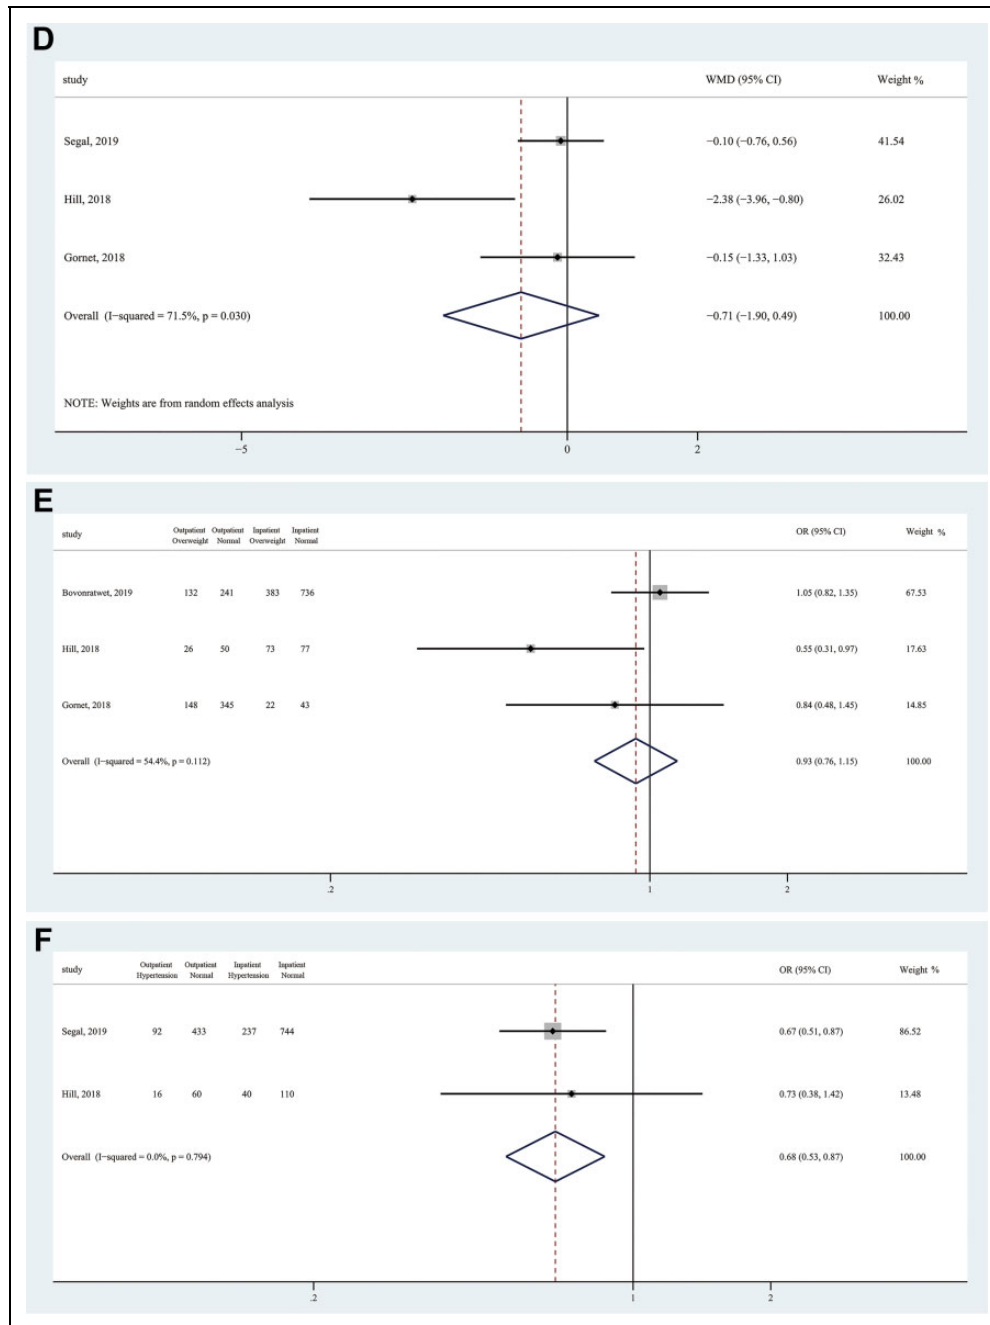 D
study WMD (95% CI) Weight %
Segal, 2019 −0.10 (−0.76, 0.56) 41.54
Hill, 2018 −2.38 (−3.96, −0.80) 26.02
Gornet, 2018 −0.15 (−1.33, 1.03) 32.43
Overall (I−squared = 71.5%, p = 0.030) −0.71 (−1.90, 0.49) 100.00
NOTE: Weights are from random effects analysis
−5 0 2
E
Outpatient Outpatient Inpatient Inpatient
study OR (95% CI) Weight %
Overweight Normal Overweight Normal
Bovonratwet, 2019 132 241 383 736 1.05 (0.82, 1.35) 67.53
Hill, 2018 26 50 73 77 0.55 (0.31, 0.97) 17.63
Gornet, 2018 148 345 22 43 0.84 (0.48, 1.45) 14.85
Overall (I−squared = 54.4%, p = 0.112) 0.93 (0.76, 1.15) 100.00
.2 1 2
F
Outpatient Outpatient Inpatient Inpatient
study OR (95% CI) Weight %
Hypertension Normal Hypertension Normal
Segal, 2019 92 433 237 744 0.67 (0.51, 0.87) 86.52
Hill, 2018 16 60 40 110 0.73 (0.38, 1.42) 13.48
Overall (I−squared = 0.0%, p = 0.794) 0.68 (0.53, 0.87) 100.00
.2 1 2